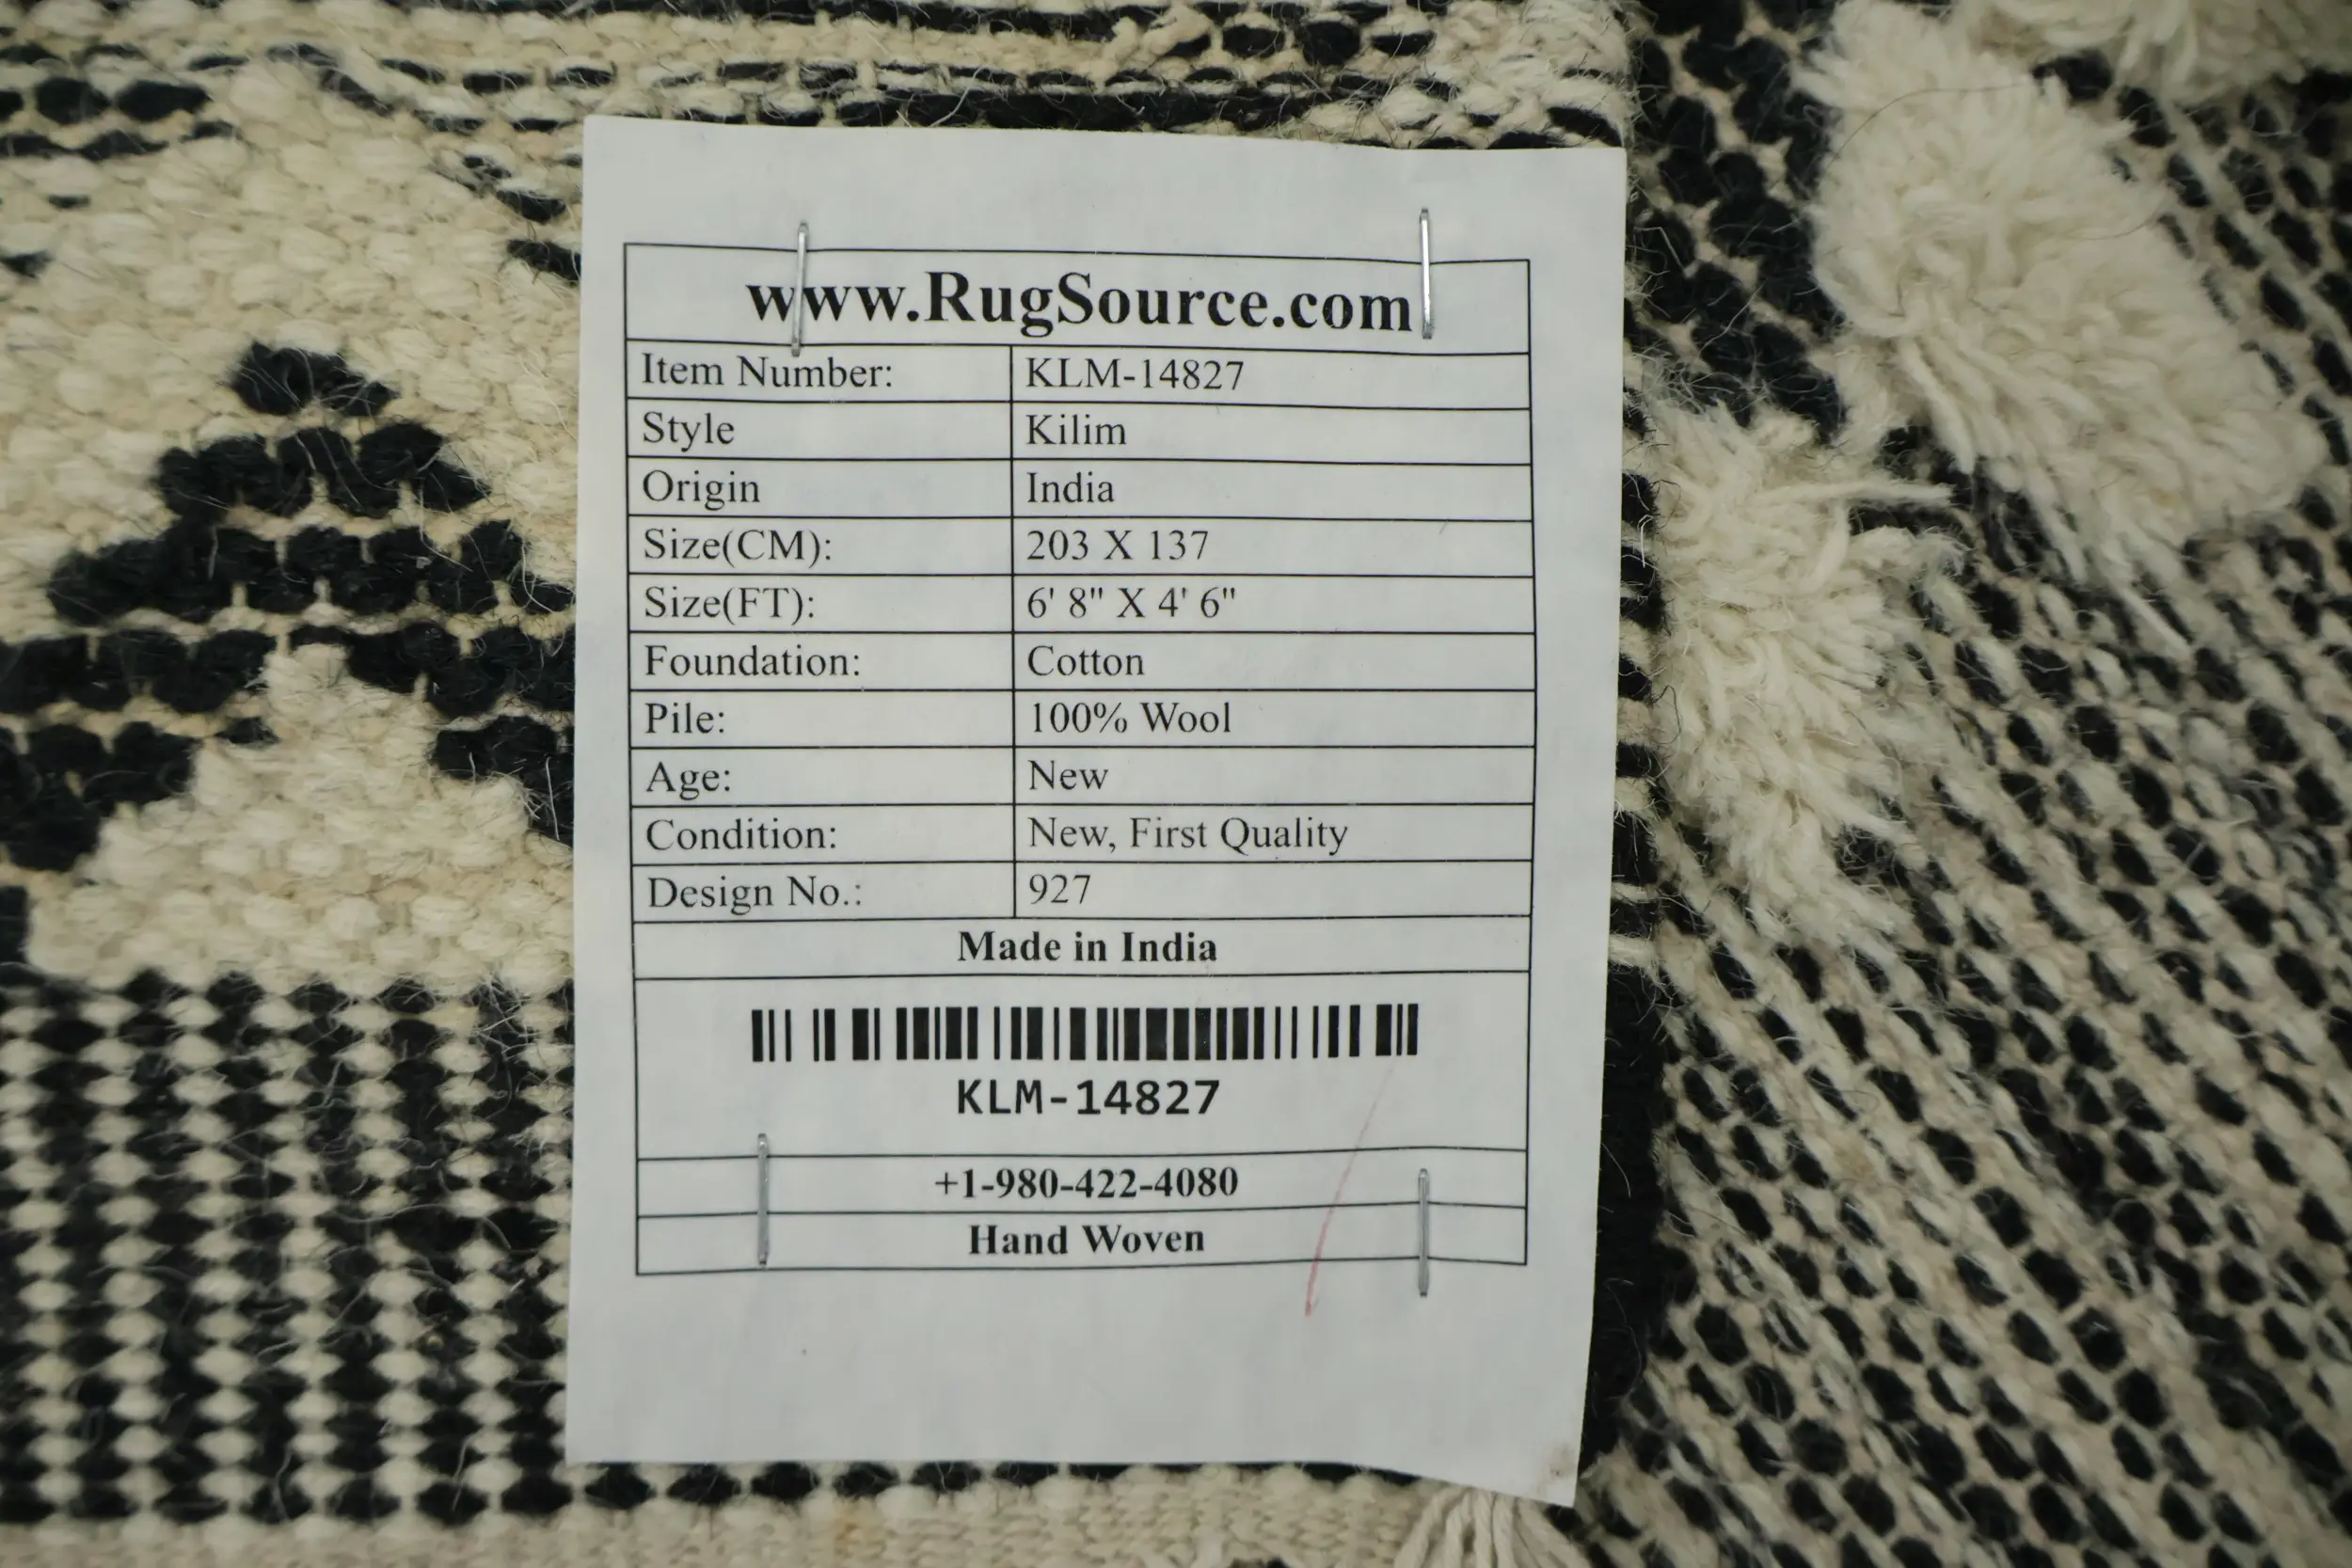 www.RugSource.com
Item Number: KLM-14827
Style Kilim
Origin India
Size(CM): 203 X 137
Size(FT): 6' 8" X 4' 6"
Foundation: Cotton
Pile: 100% Wool
Age: New
Condition: New, First Quality
Design No.: 927
Made in India
KLM-14827
+1-980-422-4080
Hand Woven